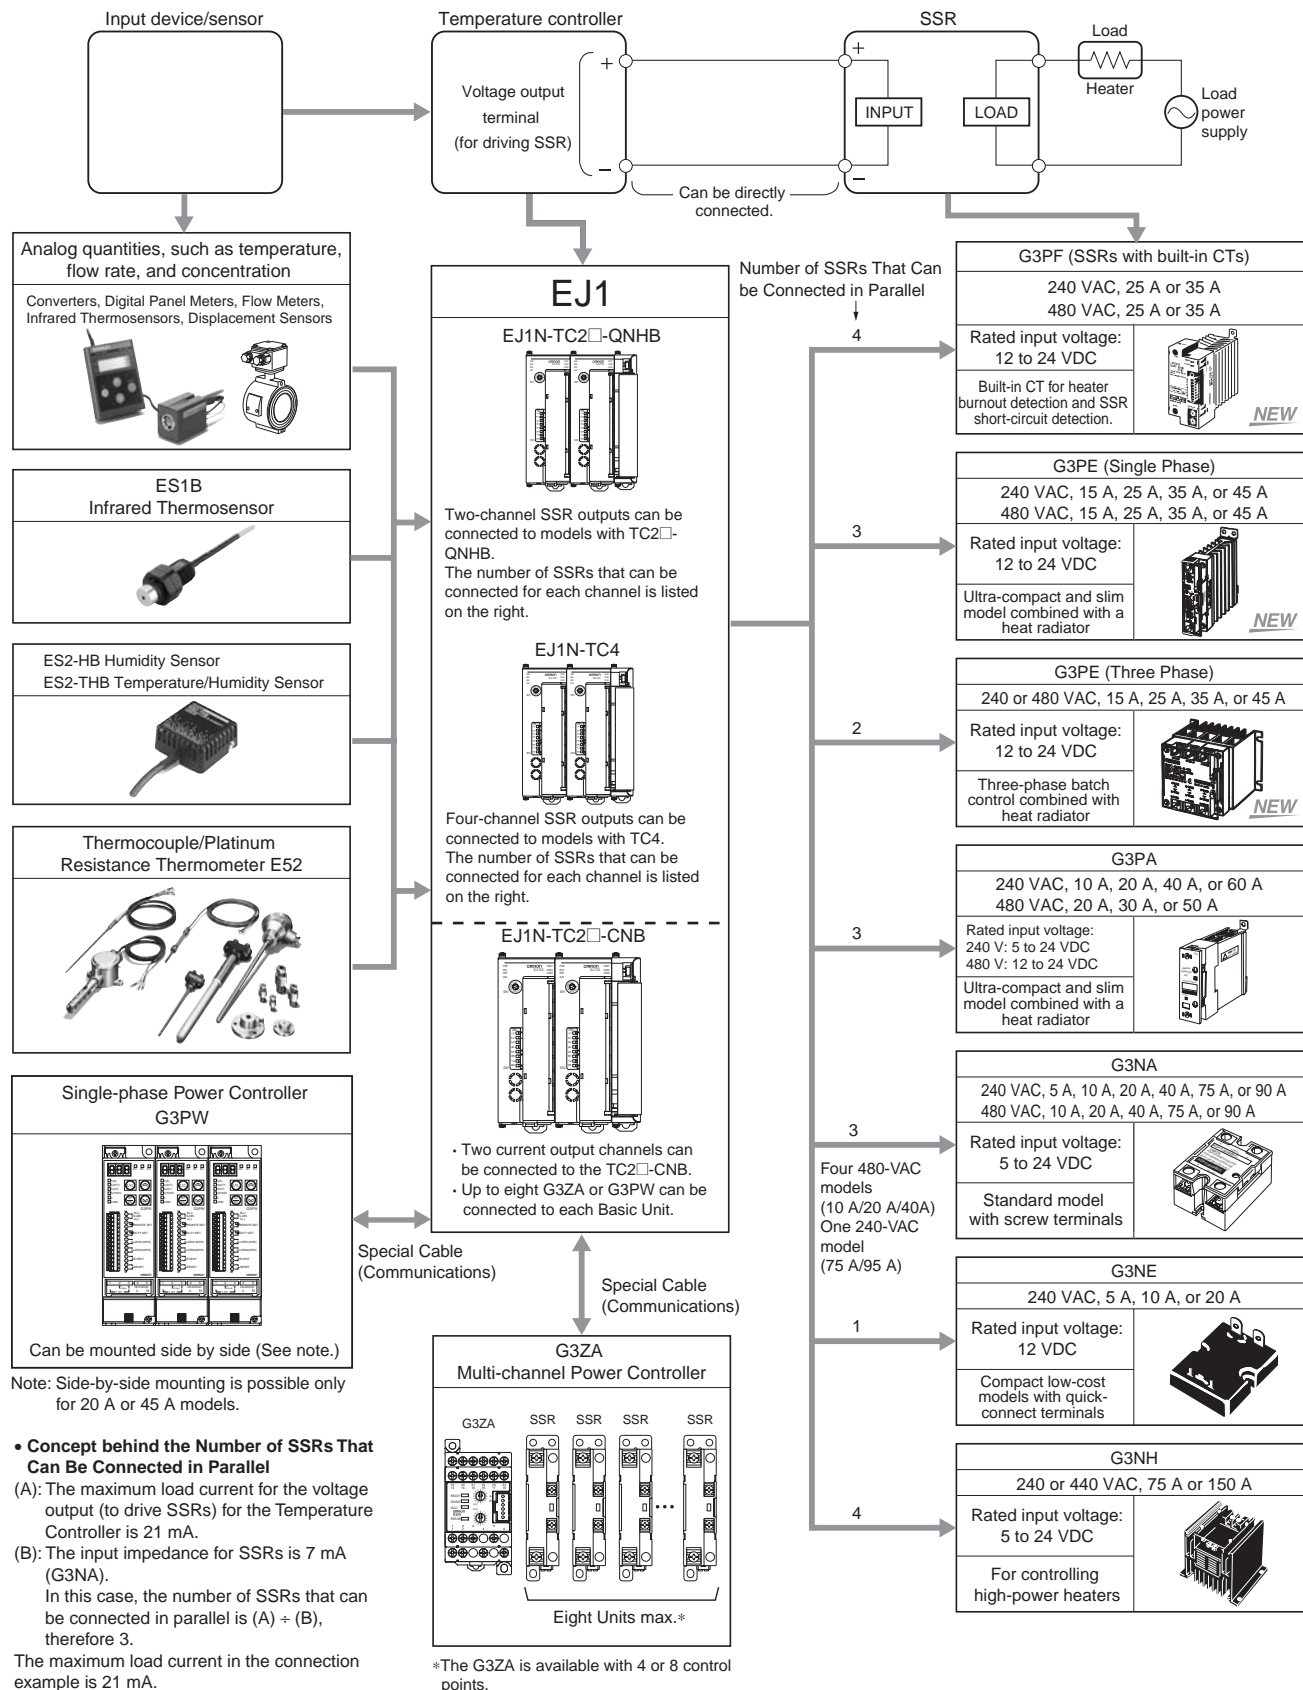 Input device/sensor
Temperature controller
SSR
Voltage output
terminal
(for driving SSR)
+
−
+
−
INPUT
LOAD
Load
Heater
Load
power
supply
Can be directly
connected.
Analog quantities, such as temperature,
flow rate, and concentration
Converters, Digital Panel Meters, Flow Meters,
Infrared Thermosensors, Displacement Sensors
ES1B
Infrared Thermosensor
ES2-HB Humidity Sensor
ES2-THB Temperature/Humidity Sensor
Thermocouple/Platinum
Resistance Thermometer E52
Single-phase Power Controller
G3PW
Can be mounted side by side (See note.)
Note: Side-by-side mounting is possible only
for 20 A or 45 A models.
• Concept behind the Number of SSRs That
Can Be Connected in Parallel
(A): The maximum load current for the voltage
output (to drive SSRs) for the Temperature
Controller is 21 mA.
(B): The input impedance for SSRs is 7 mA
(G3NA).
In this case, the number of SSRs that can
be connected in parallel is (A) ÷ (B),
therefore 3.
The maximum load current in the connection
example is 21 mA.
EJ1
EJ1N-TC2□-QNHB
Two-channel SSR outputs can be
connected to models with TC2□-
QNHB.
The number of SSRs that can be
connected for each channel is listed
on the right.
EJ1N-TC4
Four-channel SSR outputs can be
connected to models with TC4.
The number of SSRs that can be
connected for each channel is listed
on the right.
EJ1N-TC2□-CNB
· Two current output channels can
be connected to the TC2□-CNB.
· Up to eight G3ZA or G3PW can be
connected to each Basic Unit.
Special Cable
(Communications)
Special Cable
(Communications)
G3ZA
Multi-channel Power Controller
G3ZA
SSR SSR SSR SSR
Eight Units max.*
*The G3ZA is available with 4 or 8 control
points.
Number of SSRs That Can
be Connected in Parallel
4
G3PF (SSRs with built-in CTs)
240 VAC, 25 A or 35 A
480 VAC, 25 A or 35 A
Rated input voltage:
12 to 24 VDC
Built-in CT for heater
burnout detection and SSR
short-circuit detection.
NEW
3
G3PE (Single Phase)
240 VAC, 15 A, 25 A, 35 A, or 45 A
480 VAC, 15 A, 25 A, 35 A, or 45 A
Rated input voltage:
12 to 24 VDC
Ultra-compact and slim
model combined with a
heat radiator
NEW
2
G3PE (Three Phase)
240 or 480 VAC, 15 A, 25 A, 35 A, or 45 A
Rated input voltage:
12 to 24 VDC
Three-phase batch
control combined with
heat radiator
NEW
3
G3PA
240 VAC, 10 A, 20 A, 40 A, or 60 A
480 VAC, 20 A, 30 A, or 50 A
Rated input voltage:
240 V: 5 to 24 VDC
480 V: 12 to 24 VDC
Ultra-compact and slim
model combined with a
heat radiator
3
Four 480-VAC
models
(10 A/20 A/40A)
One 240-VAC
model
(75 A/95 A)
G3NA
240 VAC, 5 A, 10 A, 20 A, 40 A, 75 A, or 90 A
480 VAC, 10 A, 20 A, 40 A, 75 A, or 90 A
Rated input voltage:
5 to 24 VDC
Standard model
with screw terminals
1
G3NE
240 VAC, 5 A, 10 A, or 20 A
Rated input voltage:
12 VDC
Compact low-cost
models with quick-
connect terminals
4
G3NH
240 or 440 VAC, 75 A or 150 A
Rated input voltage:
5 to 24 VDC
For controlling
high-power heaters